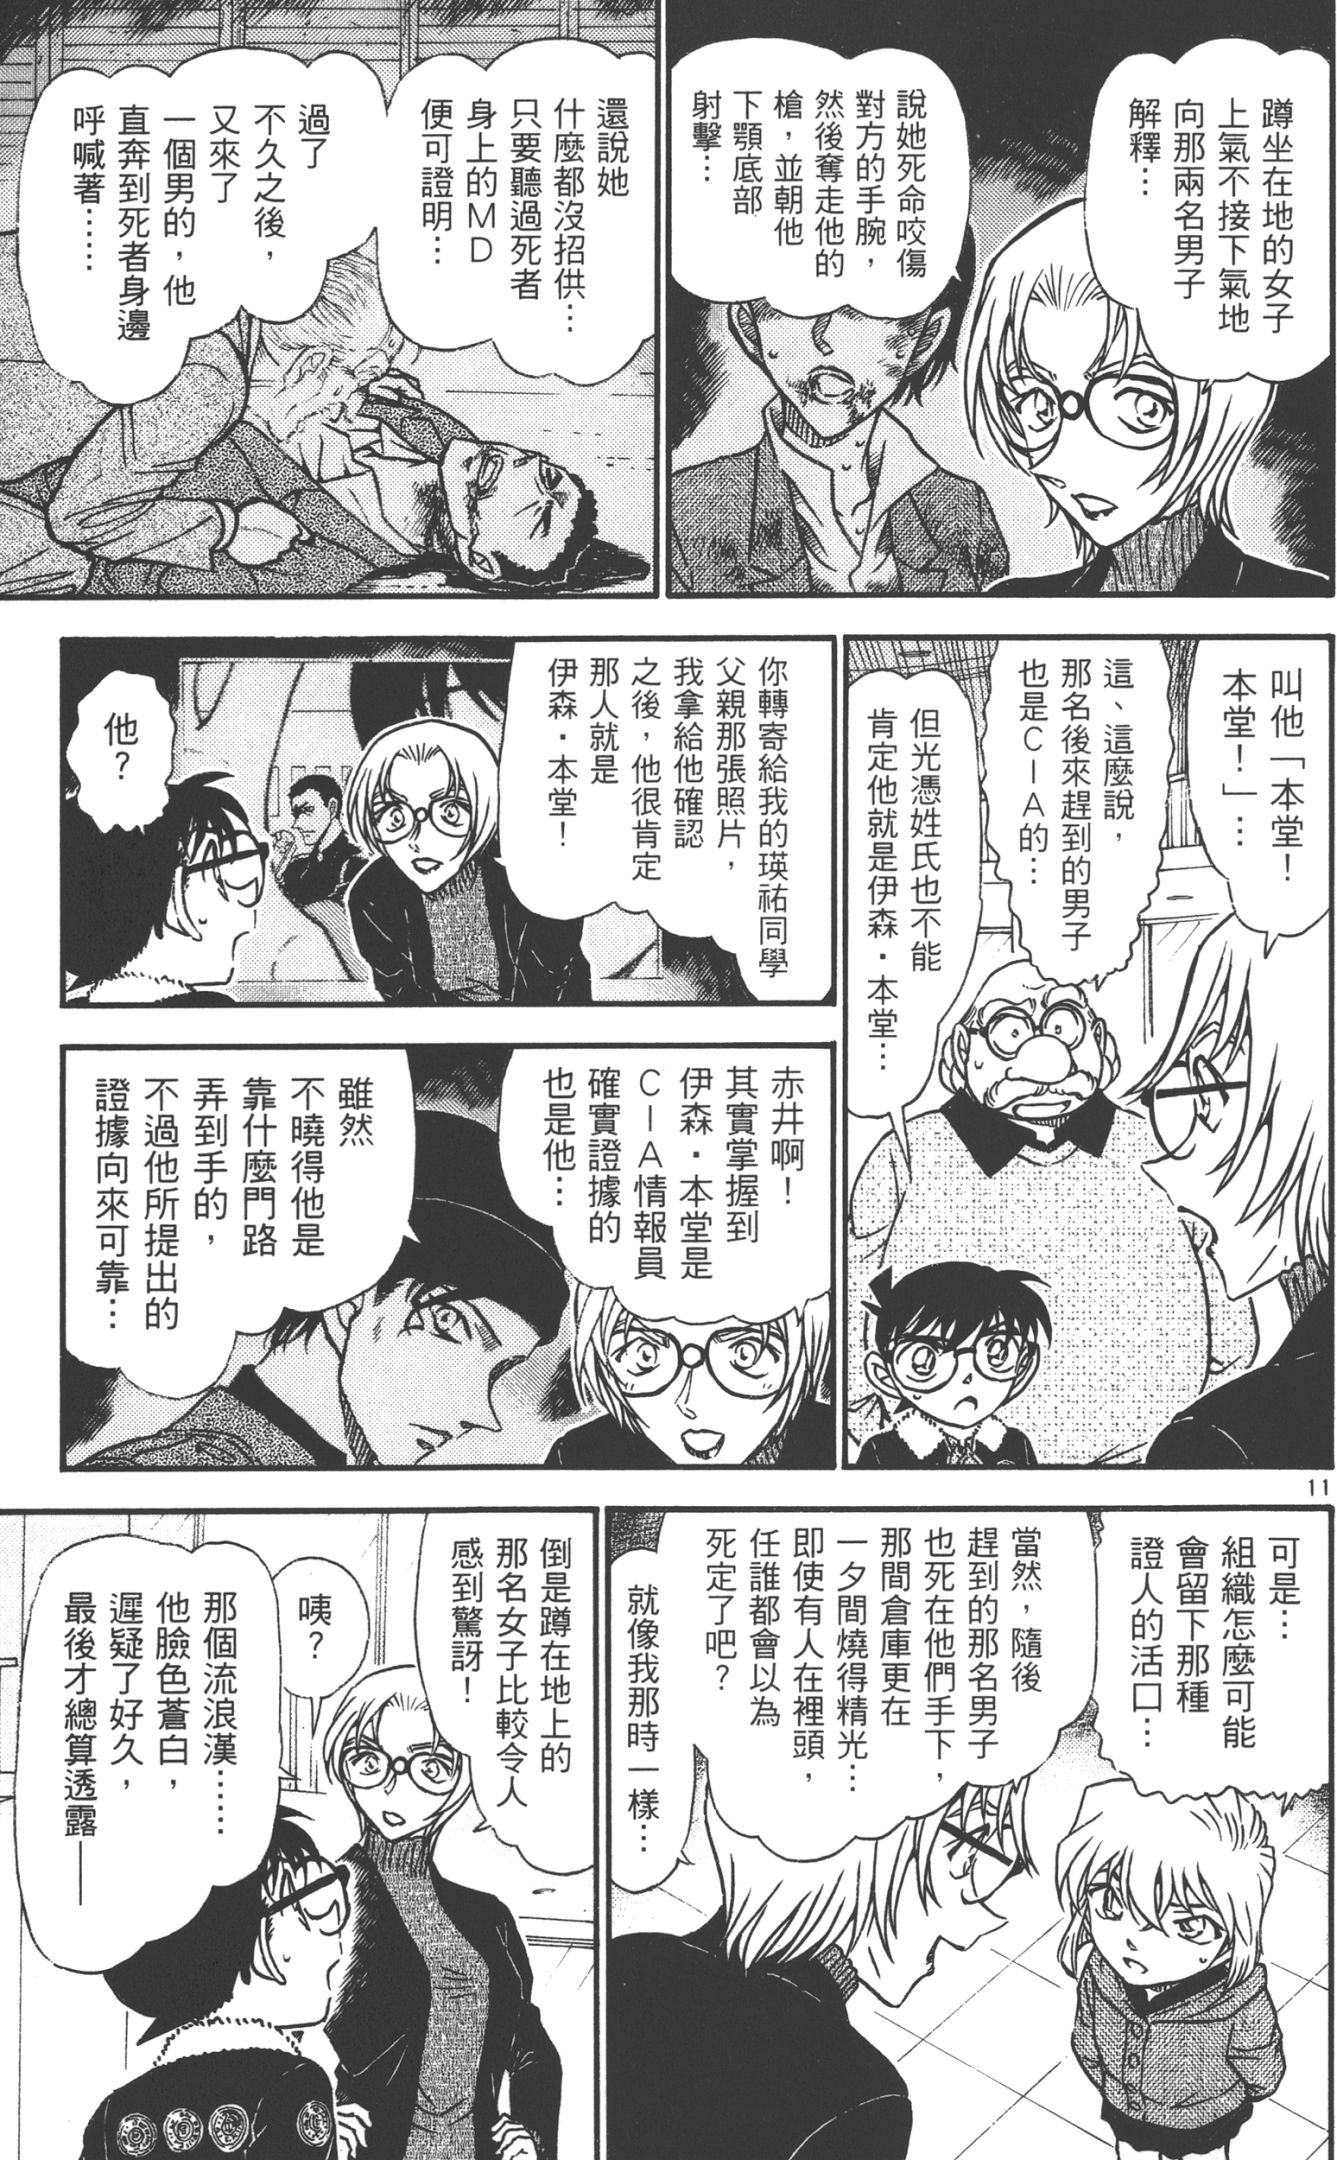 蹲坐在地的女子
上氣不接下氣地
向那兩名男子
解釋…
說她死命咬傷
對方的手腕，
然後奪走他的
槍，並朝他
下顎底部
射擊…
還說她
什麼都沒招供…
只要聽過死者
身上的MD
便可證明…
過了
不久之後，
又來了
一個男的，他
直奔到死者身邊
呼喊著……
叫他「本堂！
本堂！」…
這、這麼說，
那名後來趕到的男子
也是CIA的…
但光憑姓氏也不能
肯定他就是伊森・本堂…
你轉寄給我的瑛祐同學
父親那張照片，
我拿給他確認
之後，他很肯定
那人就是
伊森・本堂！
他？
赤井啊！
其實掌握到
伊森・本堂是
CIA情報員
確實證據的
也是他…
雖然
不曉得他是
靠什麼門路
弄到手的，
不過他所提出的
證據向來可靠…
11
可是…
組織怎麼可能
會留下那種
證人的活口…
當然，隨後
趕到的那名男子
也死在他們手下，
那間倉庫更在
一夕間燒得精光…
即使有人在裡頭，
任誰都會以為
死定了吧？
就像我那時一樣…
倒是蹲在地上的
那名女子比較令人
感到驚訝！
咦？
那個流浪漢……
他臉色蒼白，
遲疑了好久，
最後才總算透露——